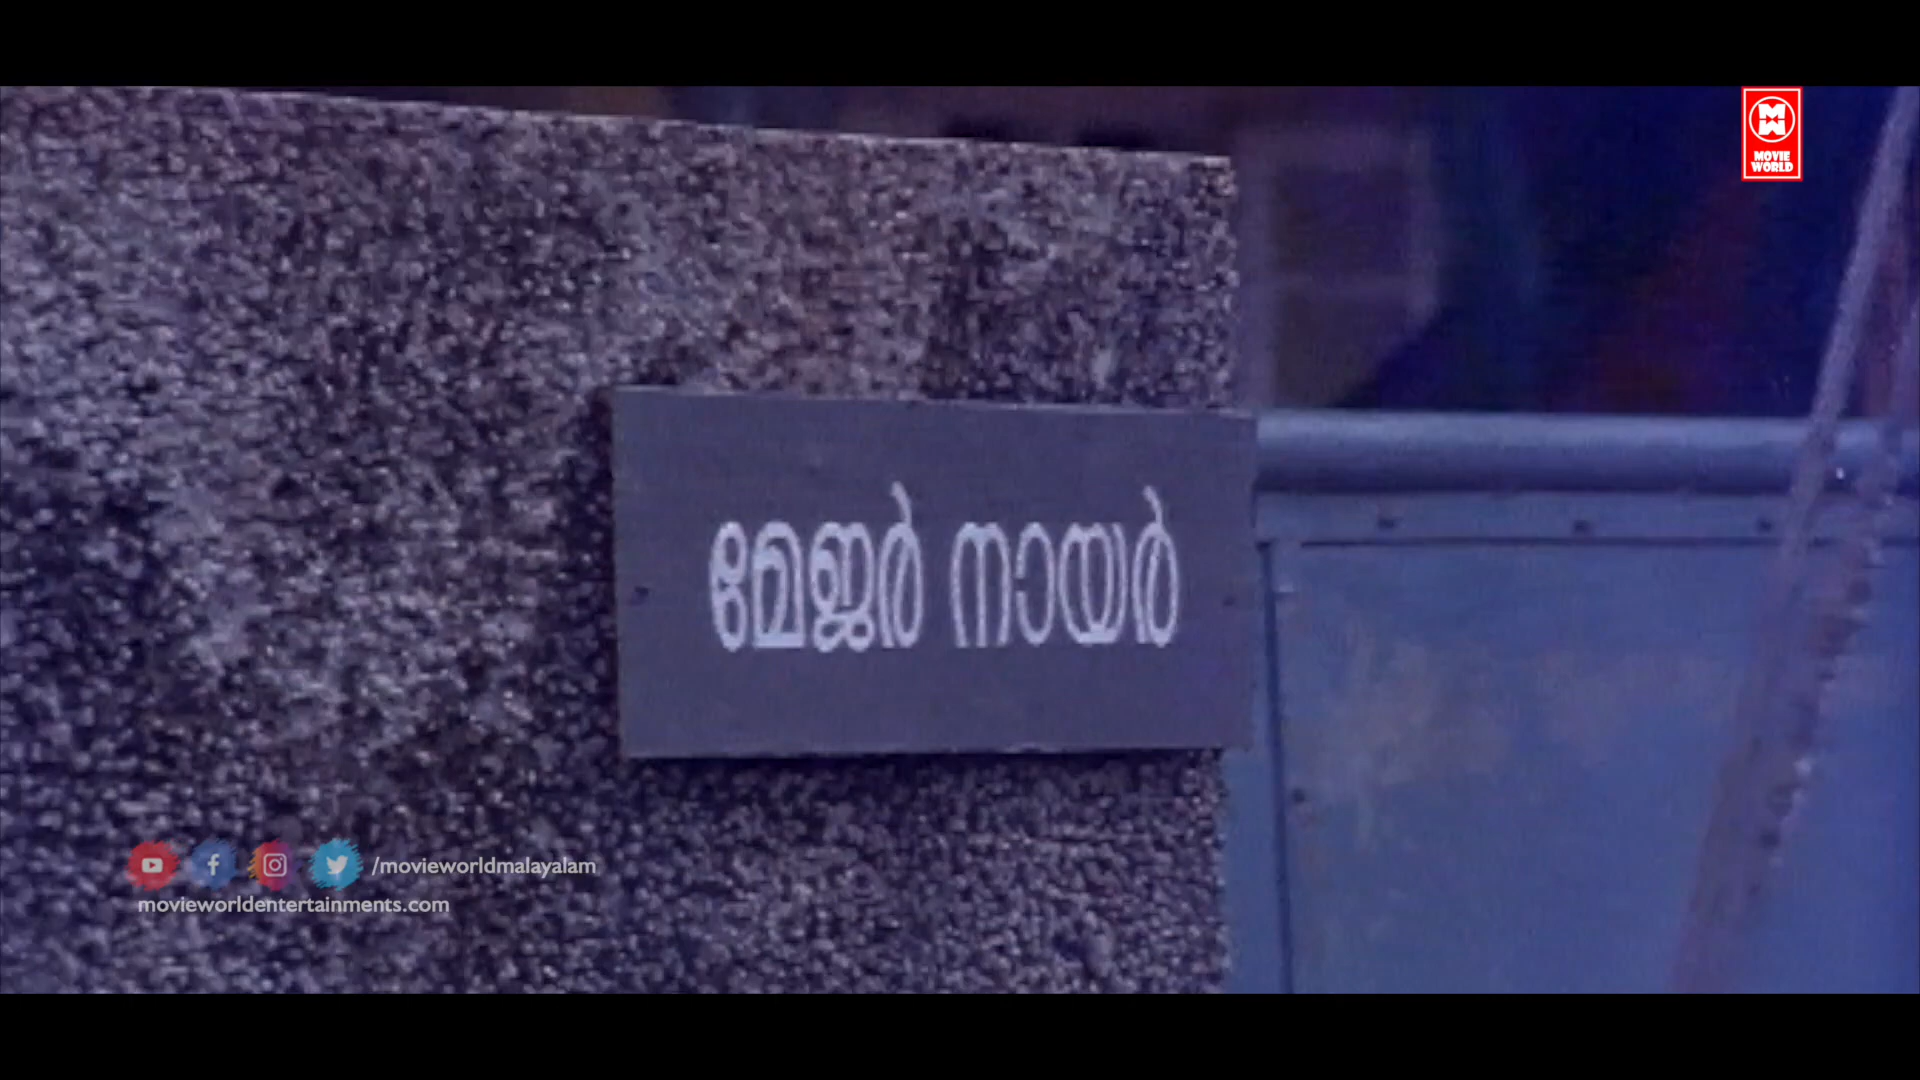 MOVIE
WORLD
മേജർ നായർ
/movieworldmalayalam
movieworldentertainments.com